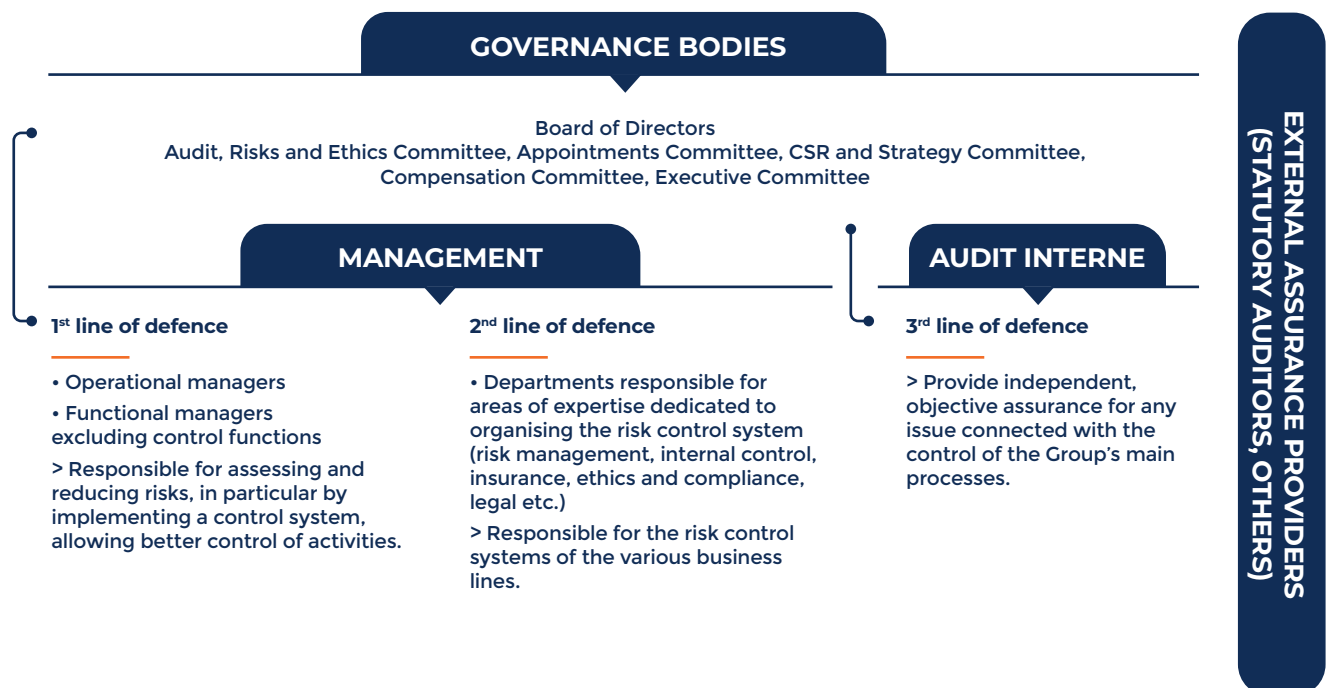 GOVERNANCE BODIES
Board of Directors
Audit, Risks and Ethics Committee, Appointments Committee, CSR and Strategy Committee,
Compensation Committee, Executive Committee
MANAGEMENT
1st line of defence
• Operational managers
• Functional managers
excluding control functions
> Responsible for assessing and
reducing risks, in particular by
implementing a control system,
allowing better control of activities.
2nd line of defence
• Departments responsible for
areas of expertise dedicated to
organising the risk control system
(risk management, internal control,
insurance, ethics and compliance,
legal etc.)
> Responsible for the risk control
systems of the various business
lines.
AUDIT INTERNE
3rd line of defence
> Provide independent,
objective assurance for any
issue connected with the
control of the Group’s main
processes.
EXTERNAL ASSURANCE PROVIDERS
(STATUTORY AUDITORS, OTHERS)